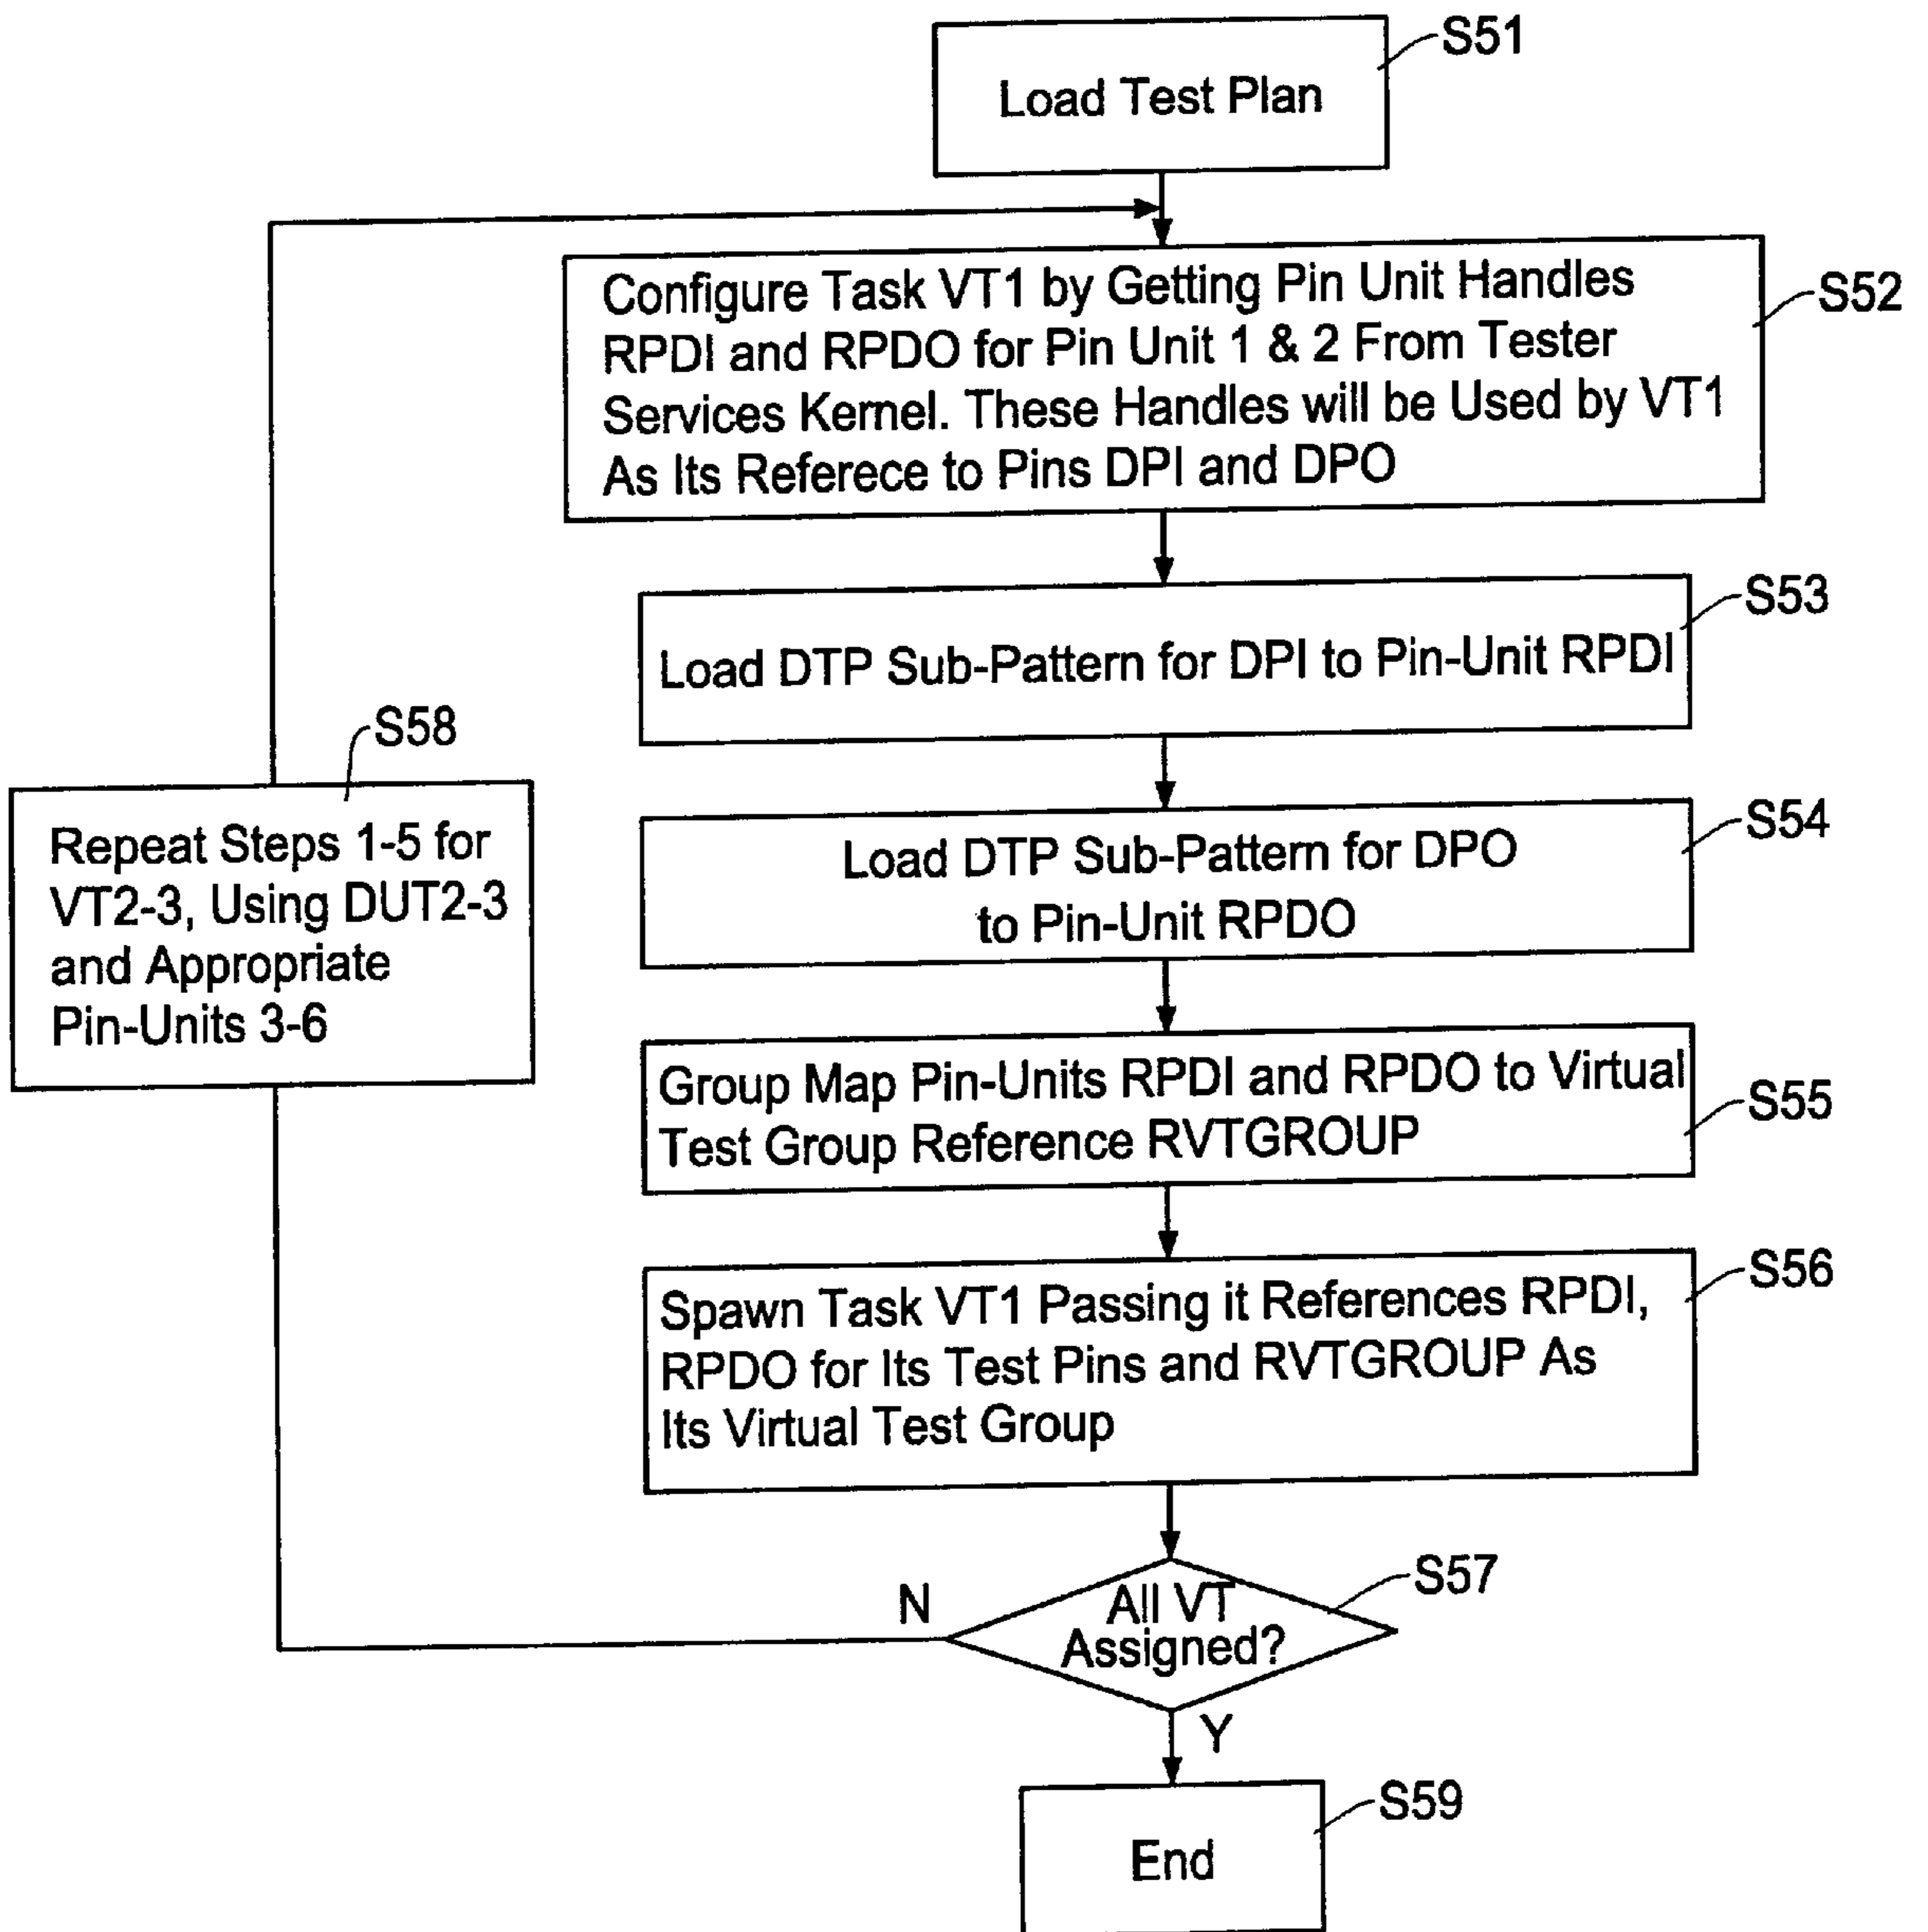 S51
Load Test Plan
S52
Configure Task VT1 by Getting Pin Unit Handles
RPDI and RPDO for Pin Unit 1 & 2 From Tester
Services Kernel. These Handles will be Used by VT1
As Its Referece to Pins DPI and DPO
S53
Load DTP Sub-Pattern for DPI to Pin-Unit RPDI
S54
Load DTP Sub-Pattern for DPO
to Pin-Unit RPDO
S55
Group Map Pin-Units RPDI and RPDO to Virtual
Test Group Reference RVTGROUP
S56
Spawn Task VT1 Passing it References RPDI,
RPDO for Its Test Pins and RVTGROUP As
Its Virtual Test Group
S57
All VT
Assigned?
N
Y
S58
Repeat Steps 1-5 for
VT2-3, Using DUT2-3
and Appropriate
Pin-Units 3-6
S59
End